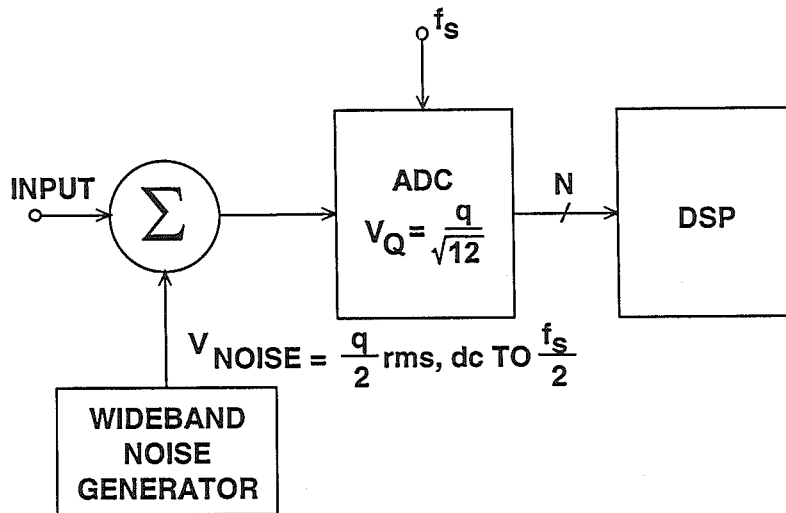 f_s
INPUT
Σ
ADC
V_Q = q/√12
N
DSP
V_NOISE = q/2 rms, dc TO f_s/2
WIDEBAND
NOISE
GENERATOR